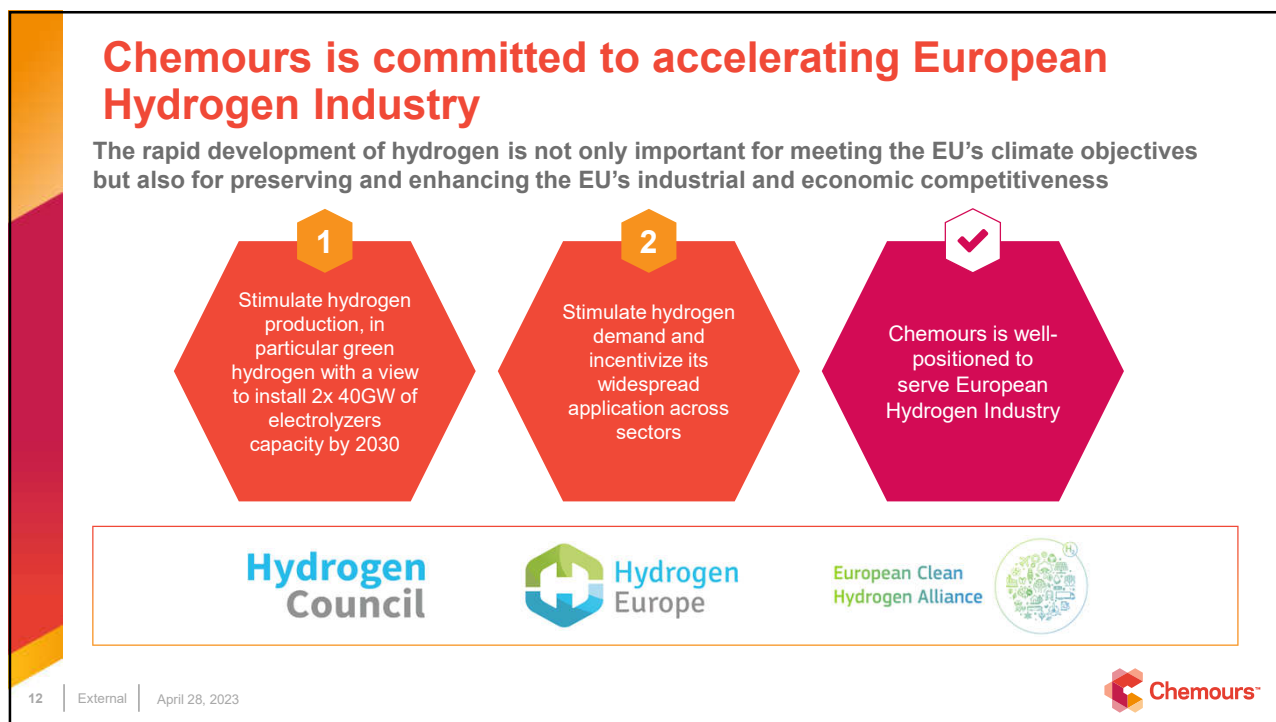 Chemours is committed to accelerating European
Hydrogen Industry
The rapid development of hydrogen is not only important for meeting the EU’s climate objectives
but also for preserving and enhancing the EU’s industrial and economic competitiveness
1
Stimulate hydrogen
production, in
particular green
hydrogen with a view
to install 2x 40GW of
electrolyzers
capacity by 2030
2
Stimulate hydrogen
demand and
incentivize its
widespread
application across
sectors
Chemours is well-
positioned to
serve European
Hydrogen Industry
Hydrogen
Council
Hydrogen
Europe
European Clean
Hydrogen Alliance
H₂
12
External
April 28, 2023
Chemours™